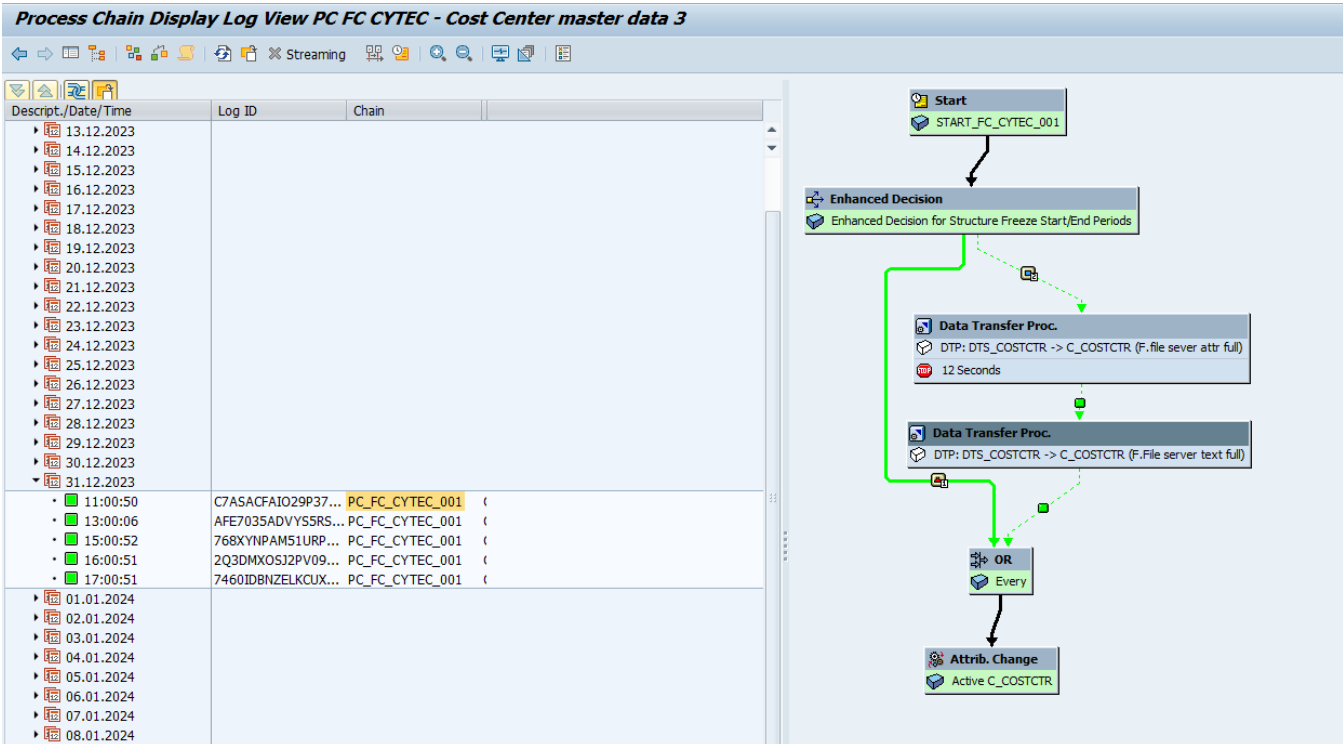 Process Chain Display Log View PC FC CYTEC - Cost Center master data 3
Streaming
Descript./Date/Time Log ID Chain
13.12.2023
14.12.2023
15.12.2023
16.12.2023
17.12.2023
18.12.2023
19.12.2023
20.12.2023
21.12.2023
22.12.2023
23.12.2023
24.12.2023
25.12.2023
26.12.2023
27.12.2023
28.12.2023
29.12.2023
30.12.2023
31.12.2023
11:00:50 C7ASACFAIO29P37... PC_FC_CYTEC_001
13:00:06 AFE7035ADVYS5RS... PC_FC_CYTEC_001
15:00:52 768XYNPAM51URP... PC_FC_CYTEC_001
16:00:51 2Q3DMXOSJ2PV09... PC_FC_CYTEC_001
17:00:51 7460IDBNZELKCUX... PC_FC_CYTEC_001
01.01.2024
02.01.2024
03.01.2024
04.01.2024
05.01.2024
06.01.2024
07.01.2024
08.01.2024
Start
START_FC_CYTEC_001
Enhanced Decision
Enhanced Decision for Structure Freeze Start/End Periods
2
Data Transfer Proc.
DTP: DTS_COSTCTR -> C_COSTCTR (F.file sever attr full)
STOP 12 Seconds
Data Transfer Proc.
DTP: DTS_COSTCTR -> C_COSTCTR (F.File server text full)
1
OR
Every
Attrib. Change
Active C_COSTCTR